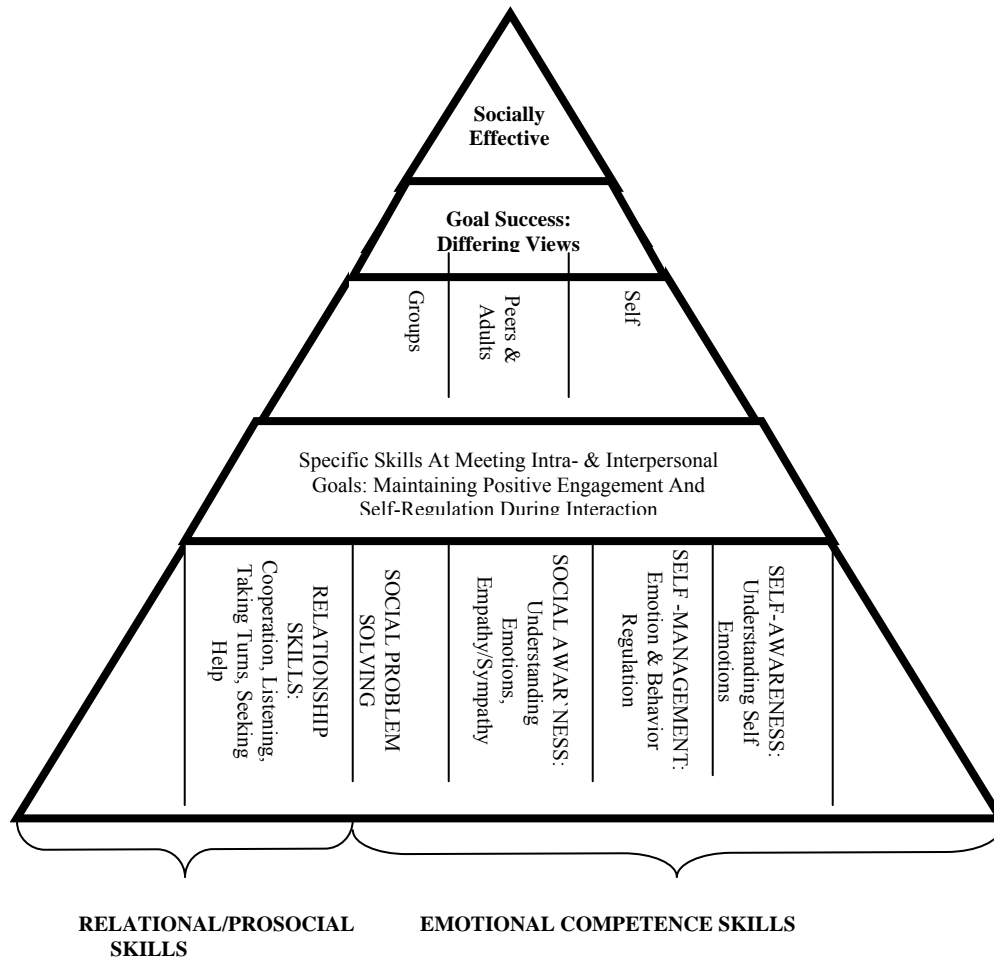 Socially
Effective
Goal Success:
Differing Views
Groups
Peers &
Adults
Self
Specific Skills At Meeting Intra- & Interpersonal
Goals: Maintaining Positive Engagement And
Self-Regulation During Interaction
RELATIONSHIP
SKILLS:
Cooperation, Listening,
Taking Turns, Seeking
Help
SOCIAL PROBLEM
SOLVING
SOCIAL AWAR`NESS:
Understanding
Emotions,
Empathy/Sympathy
SELF -MANAGEMENT:
Emotion & Behavior
Regulation
SELF-AWARENESS:
Understanding Self
Emotions
RELATIONAL/PROSOCIAL
SKILLS
EMOTIONAL COMPETENCE SKILLS